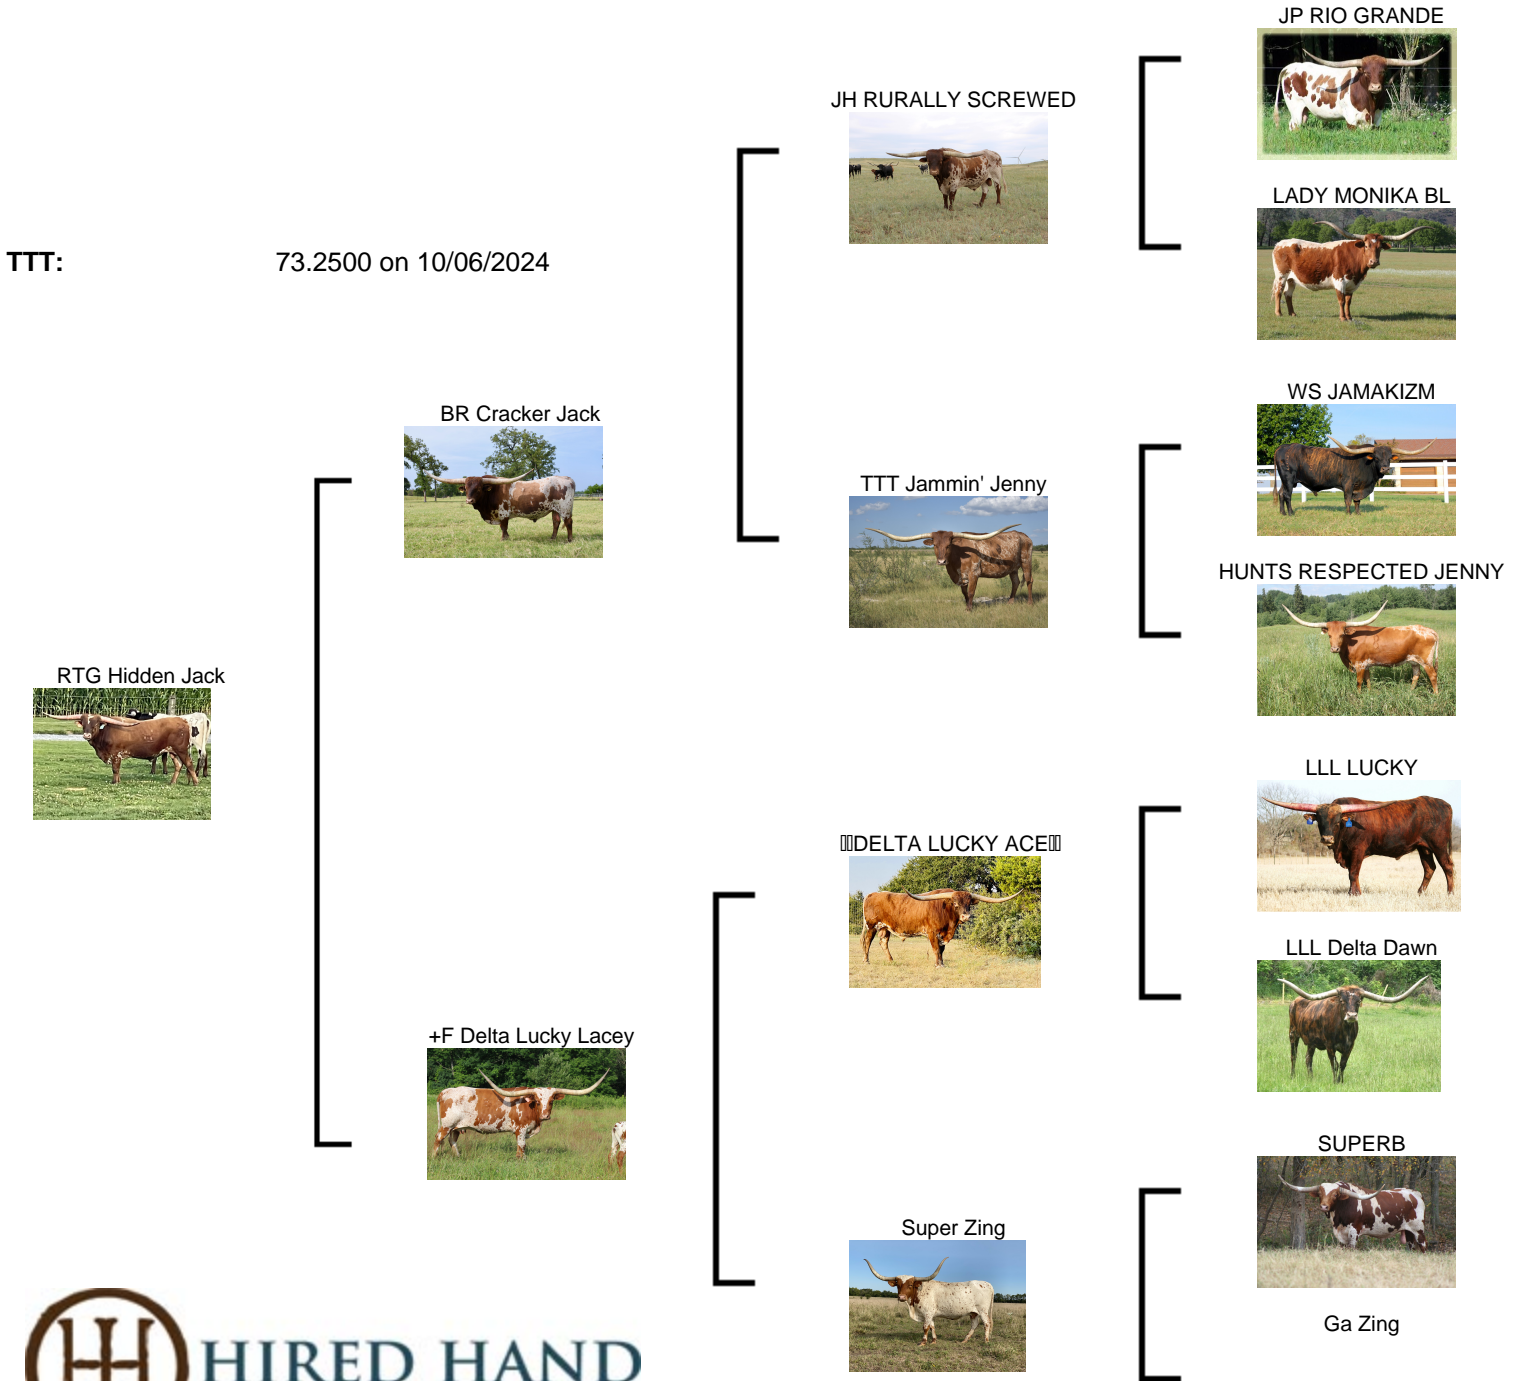 JP RIO GRANDE
JH RURALLY SCREWED
LADY MONIKA BL
TTT: 73.2500 on 10/06/2024
WS JAMAKIZM
BR Cracker Jack
TTT Jammin' Jenny
HUNTS RESPECTED JENNY
RTG Hidden Jack
LLL LUCKY
DELTA LUCKY ACE
LLL Delta Dawn
+F Delta Lucky Lacey
SUPERB
Super Zing
Ga Zing
HIRED HAND